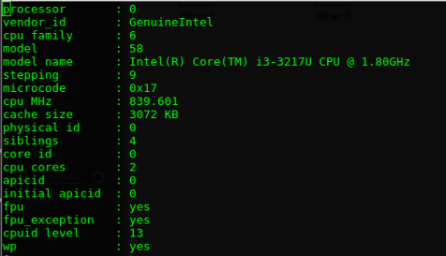 processor : 0
vendor_id : GenuineIntel
cpu family : 6
model : 58
model name : Intel(R) Core(TM) i3-3217U CPU @ 1.80GHz
stepping : 9
microcode : 0x17
cpu MHz : 839.601
cache size : 3072 KB
physical id : 0
siblings : 4
core id : 0
cpu cores : 2
apicid : 0
initial apicid : 0
fpu : yes
fpu_exception : yes
cpuid level : 13
wp : yes